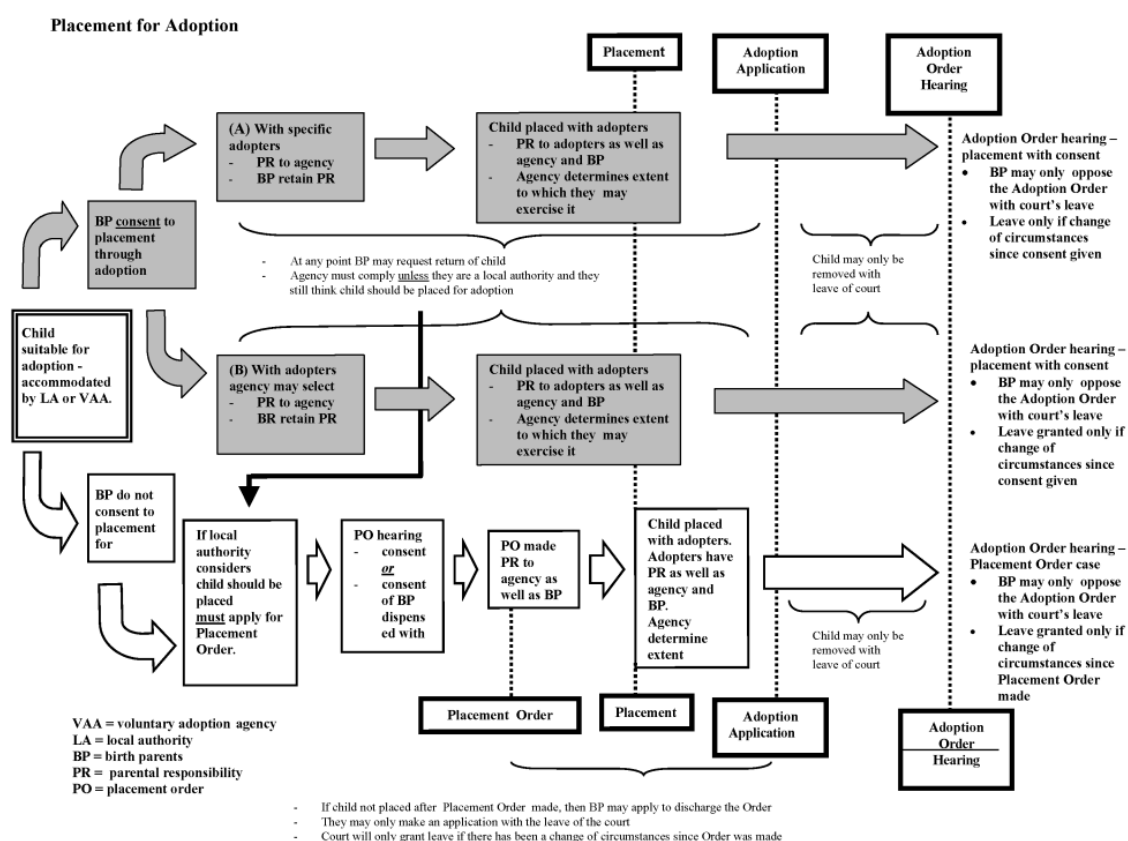 Placement for Adoption
Placement
Adoption
Application
Adoption
Order
Hearing
(A) With specific
adopters
- PR to agency
- BP retain PR
Child placed with adopters
- PR to adopters as well as
agency and BP
- Agency determines extent
to which they may
exercise it
Adoption Order hearing –
placement with consent
• BP may only oppose
the Adoption Order
with court's leave
• Leave only if change
of circumstances
since consent given
BP consent to
placement
through
adoption
- At any point BP may request return of child
- Agency must comply unless they are a local authority and they
still think child should be placed for adoption
Child may only be
removed with
leave of court
Child
suitable for
adoption -
accommodated
by LA or VAA.
(B) With adopters
agency may select
- PR to agency
- BR retain PR
Child placed with adopters
- PR to adopters as well as
agency and BP
- Agency determines extent
to which they may
exercise it
Adoption Order hearing –
placement with consent
• BP may only oppose
the Adoption Order
with court's leave
• Leave granted only if
change of
circumstances since
consent given
BP do not
consent to
placement
for
If local
authority
considers
child should be
placed
must apply for
Placement
Order.
PO hearing
- consent
or
- consent
of BP
dispens
ed with
PO made
PR to
agency as
well as BP
Child placed
with adopters.
Adopters have
PR as well as
agency and
BP.
Agency
determine
extent
Child may only be
removed with
leave of court
Adoption Order hearing –
Placement Order case
• BP may only oppose
the Adoption Order
with court's leave
• Leave granted only if
change of
circumstances since
Placement Order
made
Placement Order
Placement
Adoption
Application
Adoption
Order
Hearing
VAA = voluntary adoption agency
LA = local authority
BP = birth parents
PR = parental responsibility
PO = placement order
- If child not placed after Placement Order made, then BP may apply to discharge the Order
- They may only make an application with the leave of the court
- Court will only grant leave if there has been a change of circumstances since Order was made